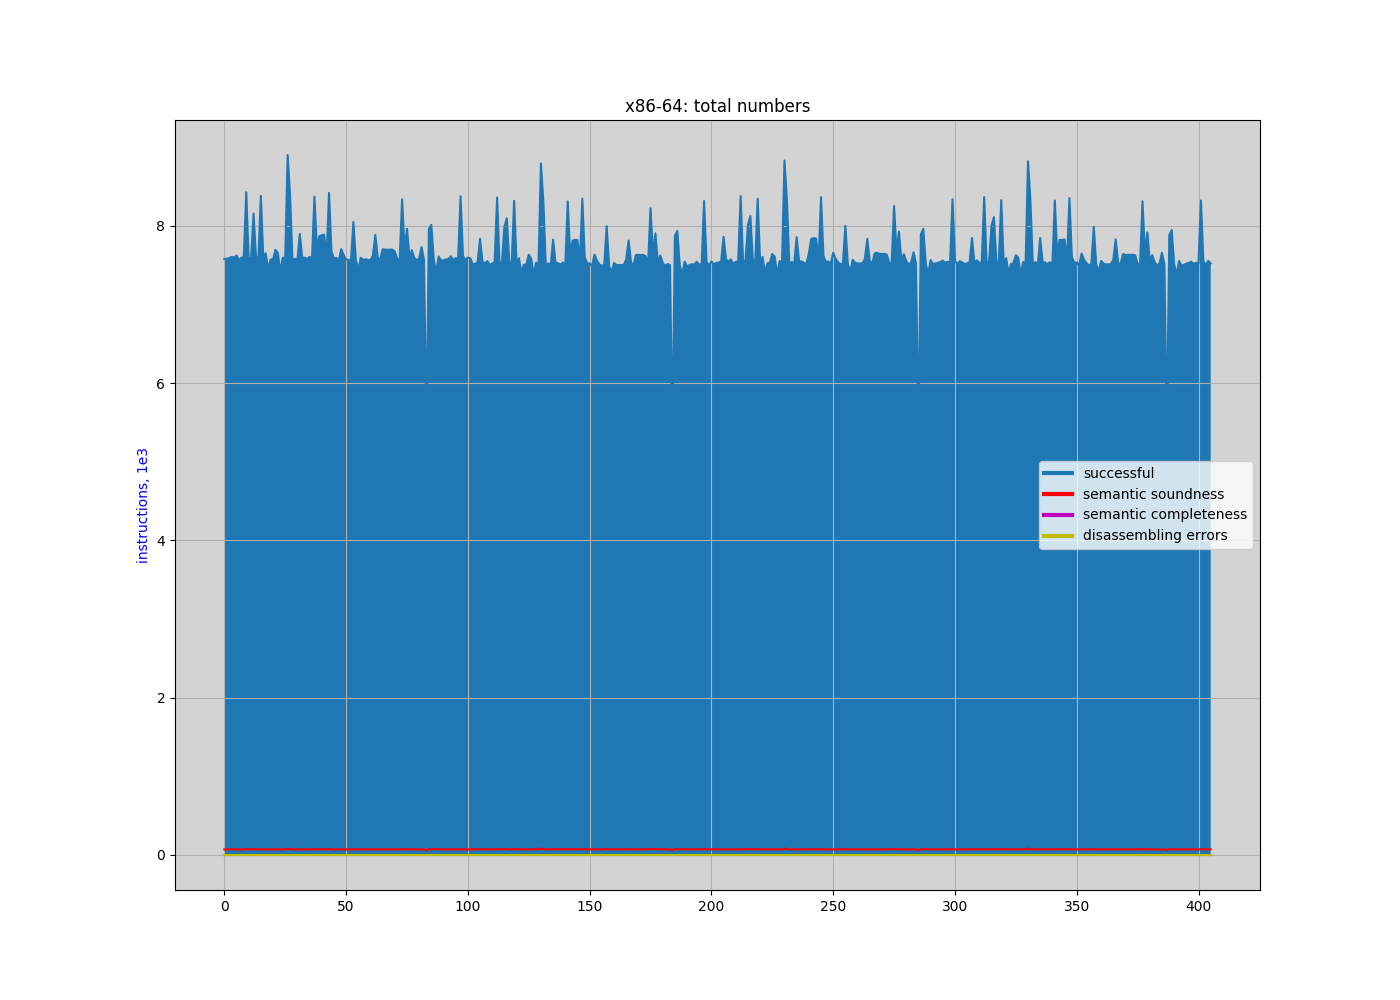 x86-64: total numbers
8
6
4
2
0
instructions, 1e3
successful
semantic soundness
semantic completeness
disassembling errors
0
50
100
150
200
250
300
350
400